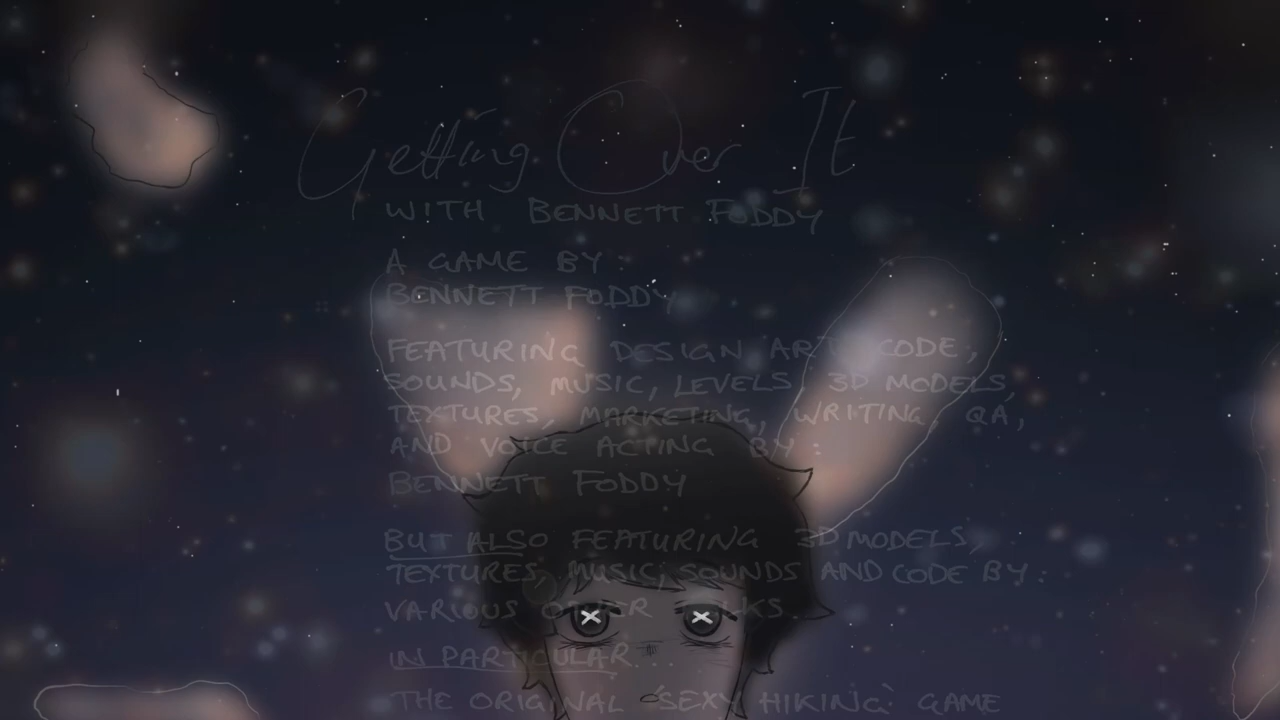 Getting Over It
WITH BENNETT FODDY
A GAME BY:
BENNETT FODDY
FEATURING DESIGN, ART, CODE,
SOUNDS, MUSIC, LEVELS, 3D MODELS,
TEXTURES, MARKETING, WRITING, QA,
AND VOICE ACTING BY:
BENNETT FODDY
BUT ALSO FEATURING 3D MODELS,
TEXTURES, MUSIC, SOUNDS AND CODE BY:
VARIOUS OTHER FOLKS
IN PARTICULAR...
THE ORIGINAL 'SEXY HIKING' GAME